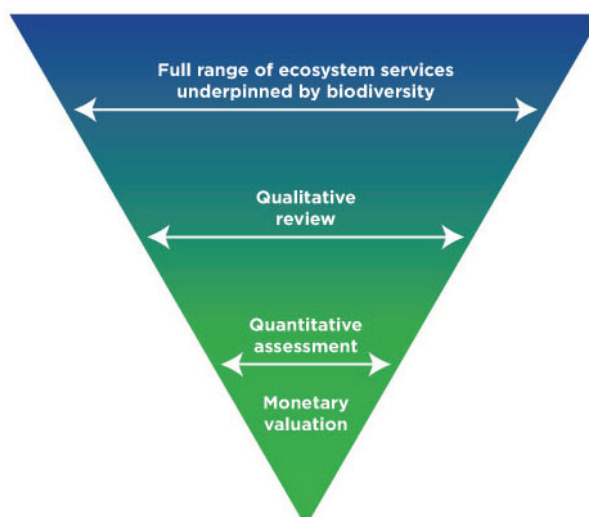 Full range of ecosystem services
underpinned by biodiversity
Qualitative
review
Quantitative
assessment
Monetary
valuation